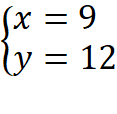 x = 9
y = 12